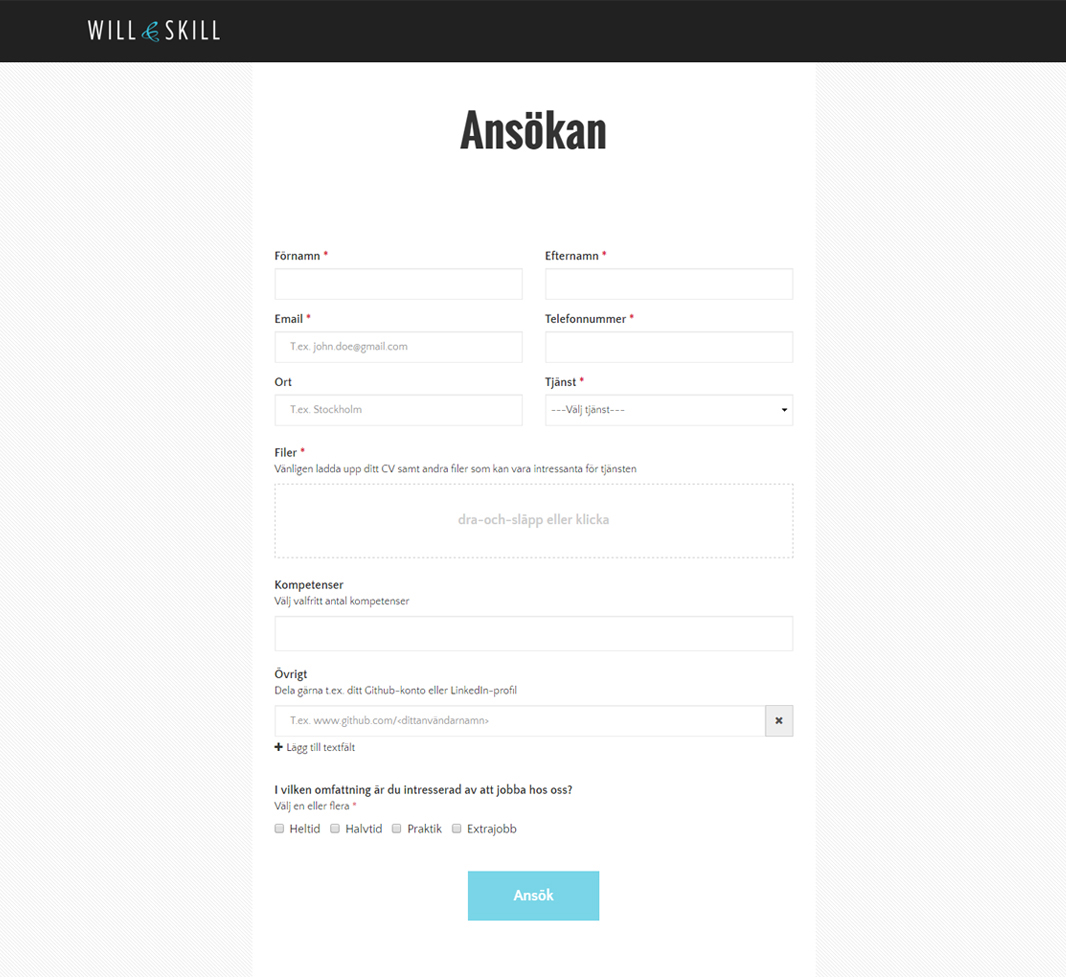 WILL & SKILL
Ansökan
Förnamn *
Efternamn *
Email *
Telefonnummer *
T.ex. john.doe@gmail.com
Ort
Tjänst *
T.ex. Stockholm
---Välj tjänst---
Filer *
Vänligen ladda upp ditt CV samt andra filer som kan vara intressanta för tjänsten
dra-och-släpp eller klicka
Kompetenser
Välj valfritt antal kompetenser
Övrigt
Dela gärna t.ex. ditt Github-konto eller LinkedIn-profil
T.ex. www.github.com/<dittanvändarnamn>
Lägg till textfält
I vilken omfattning är du intresserad av att jobba hos oss?
Välj en eller flera *
Heltid Halvtid Praktik Extrajobb
Ansök